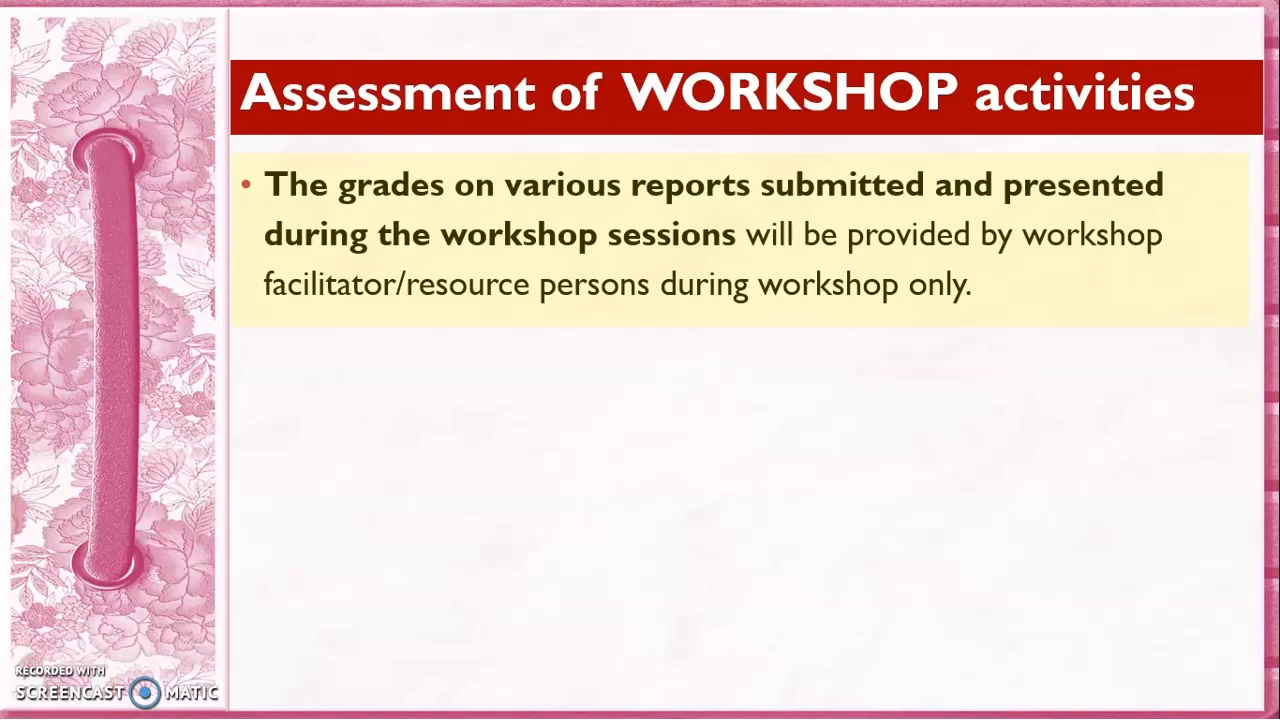 Assessment of WORKSHOP activities
• The grades on various reports submitted and presented
during the workshop sessions will be provided by workshop
facilitator/resource persons during workshop only.
RECORDED WITH
SCREENCAST MATIC